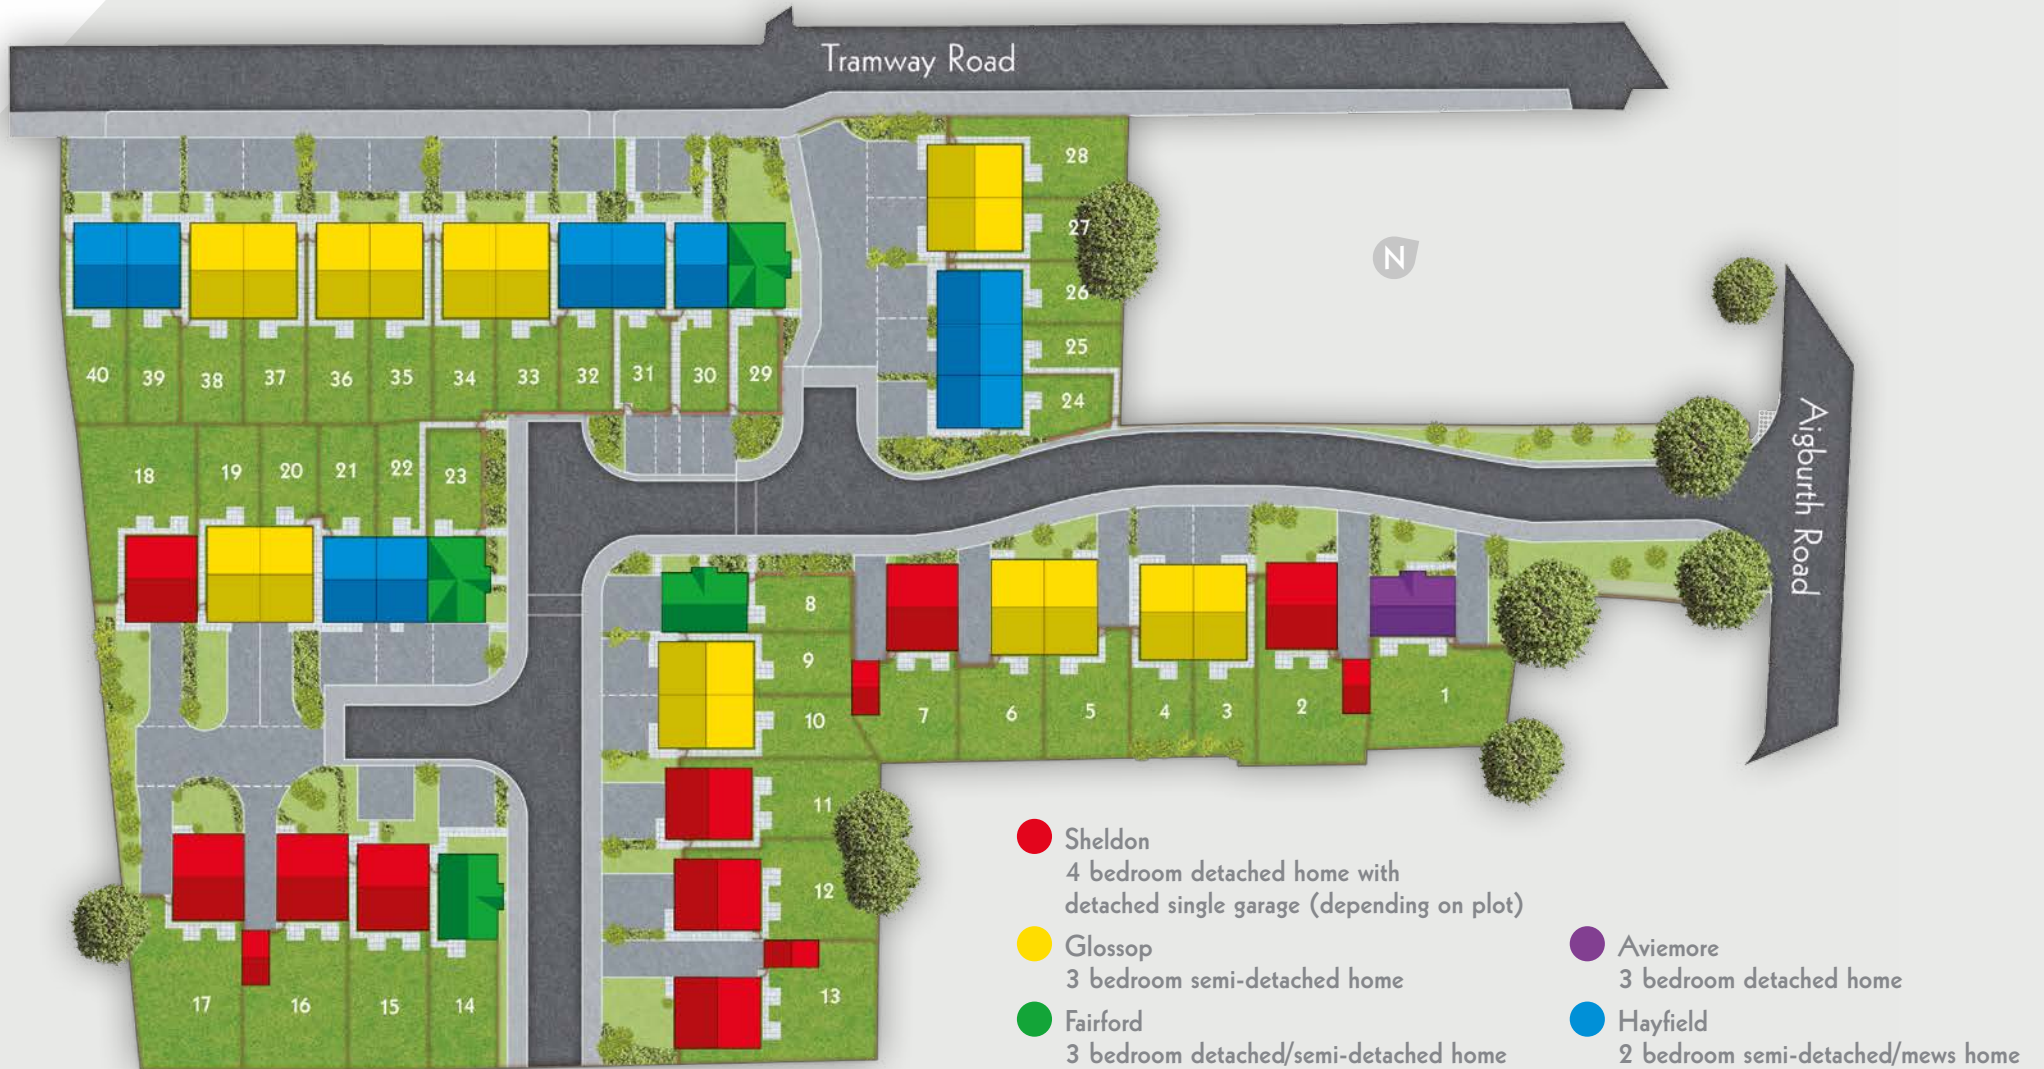 Tramway Road
28
27
26
25
24
N
40 39 38 37 36 35 34 33 32 31 30 29
18 19 20 21 22 23
Aigburth Road
8
9
10
7 6 5 4 3 2 1
11
12
13
17 16 15 14
Sheldon
4 bedroom detached home with
detached single garage (depending on plot)
Glossop
3 bedroom semi-detached home
Fairford
3 bedroom detached/semi-detached home
Aviemore
3 bedroom detached home
Hayfield
2 bedroom semi-detached/mews home